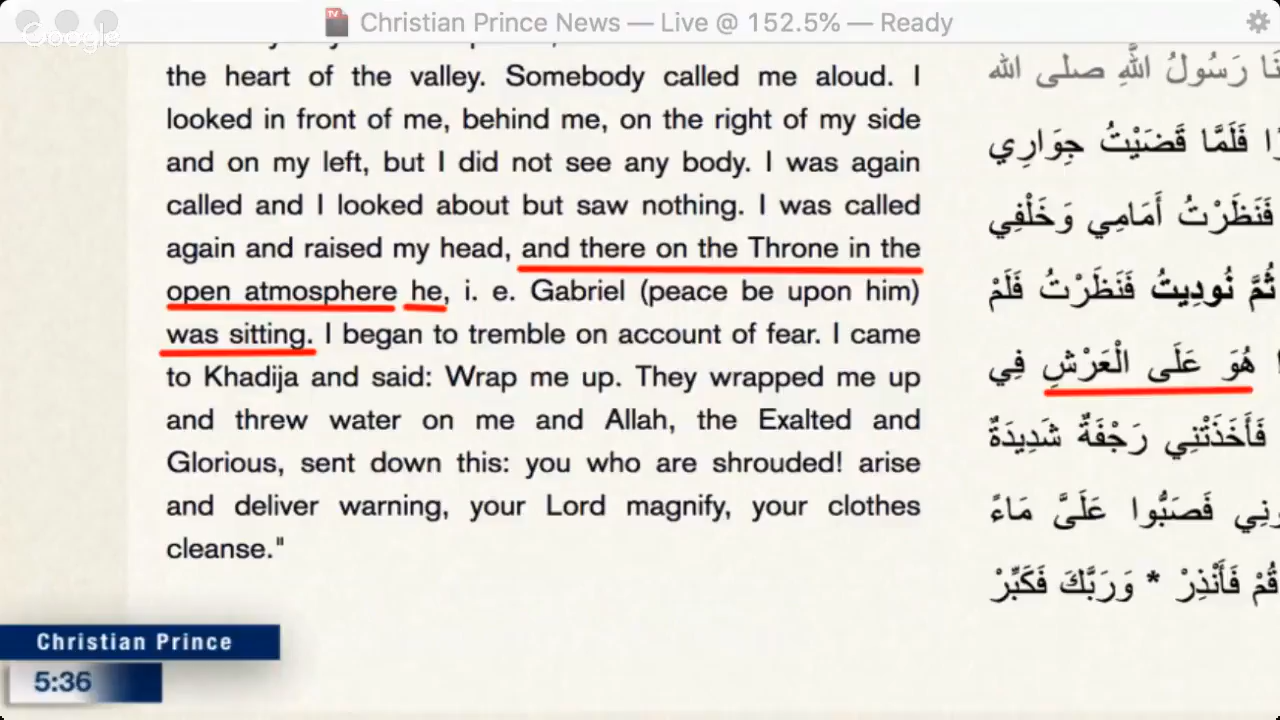 Christian Prince News — Live @ 152.5% — Ready
Google
the heart of the valley. Somebody called me aloud. I
looked in front of me, behind me, on the right of my side
and on my left, but I did not see any body. I was again
called and I looked about but saw nothing. I was called
again and raised my head, and there on the Throne in the
open atmosphere he, i. e. Gabriel (peace be upon him)
was sitting. I began to tremble on account of fear. I came
to Khadija and said: Wrap me up. They wrapped me up
and threw water on me and Allah, the Exalted and
Glorious, sent down this: you who are shrouded! arise
and deliver warning, your Lord magnify, your clothes
cleanse."
رَسُولُ اللَّهِ صلى الله
فَلَمَّا قَضَيْتُ جِوَارِي
فَنَظَرْتُ أَمَامِي وَخَلْفِي
ثُمَّ نُودِيتُ فَنَظَرْتُ فَلَمْ
هُوَ عَلَى الْعَرْشِ فِي
فَأَخَذَتْنِي رَجْفَةٌ شَدِيدَةٌ
فَصَبُّوا عَلَىَّ مَاءً
قُمْ فَأَنْذِرْ * وَرَبَّكَ فَكَبِّرْ
Christian Prince
5:36